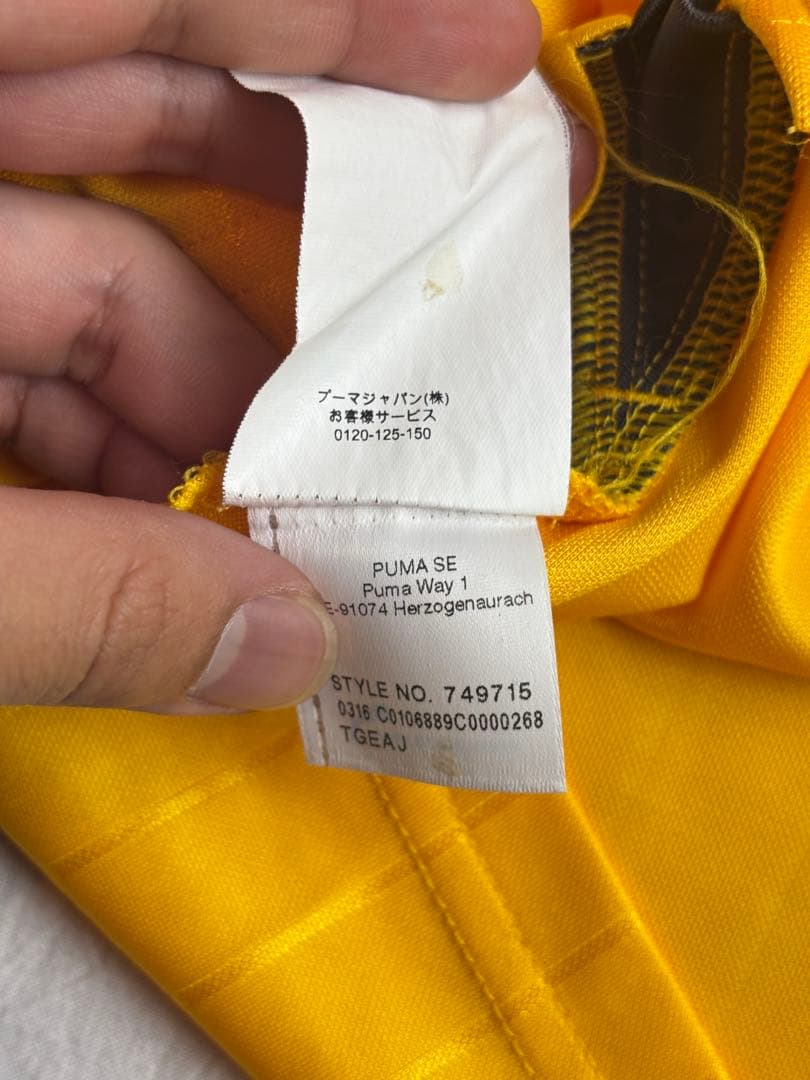 プーマジャパン(株)
お客様サービス
0120-125-150
PUMA SE
Puma Way 1
E-91074 Herzogenaurach
STYLE NO. 749715
0316 C0106889C0000268
TGEAJ